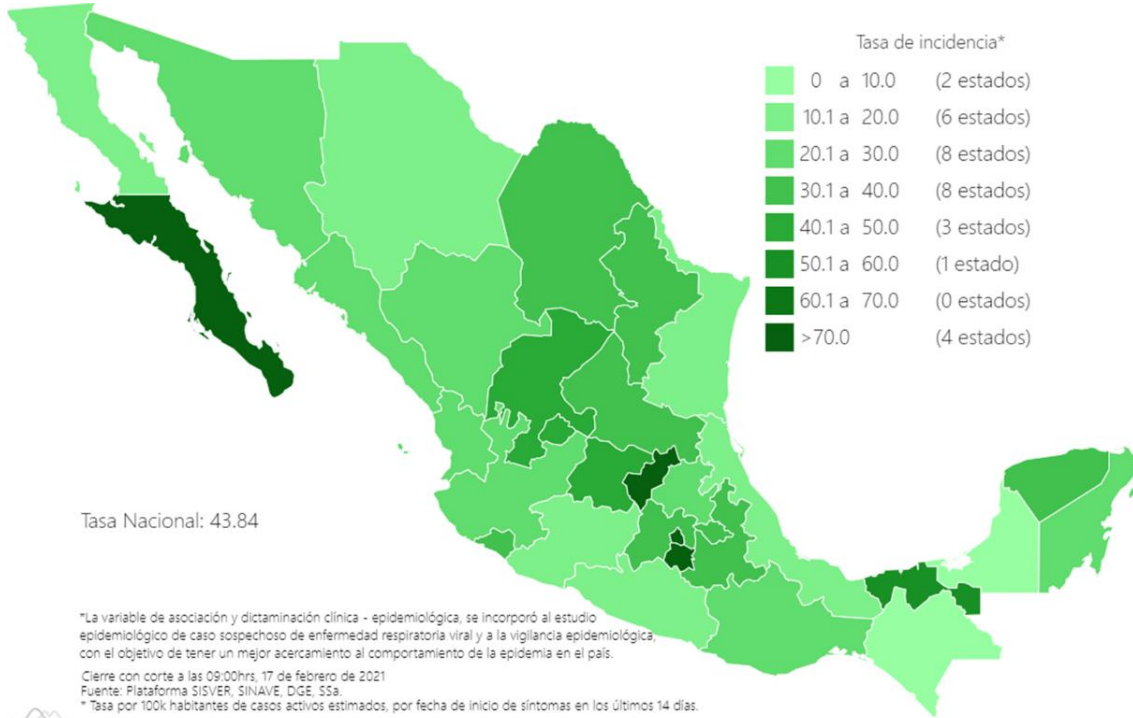 Tasa de incidencia*
0 a 10.0 (2 estados)
10.1 a 20.0 (6 estados)
20.1 a 30.0 (8 estados)
30.1 a 40.0 (8 estados)
40.1 a 50.0 (3 estados)
50.1 a 60.0 (1 estado)
60.1 a 70.0 (0 estados)
>70.0 (4 estados)
Tasa Nacional: 43.84
*La variable de asociación y dictaminación clínica - epidemiológica, se incorporó al estudio
epidemiológico de caso sospechoso de enfermedad respiratoria viral y a la vigilancia epidemiológica,
con el objetivo de tener un mejor acercamiento al comportamiento de la epidemia en el país.
Cierre con corte a las 09:00hrs, 17 de febrero de 2021
Fuente: Plataforma SISVER, SINAVE, DGE, SSa.
* Tasa por 100k habitantes de casos activos estimados, por fecha de inicio de síntomas en los últimos 14 días.